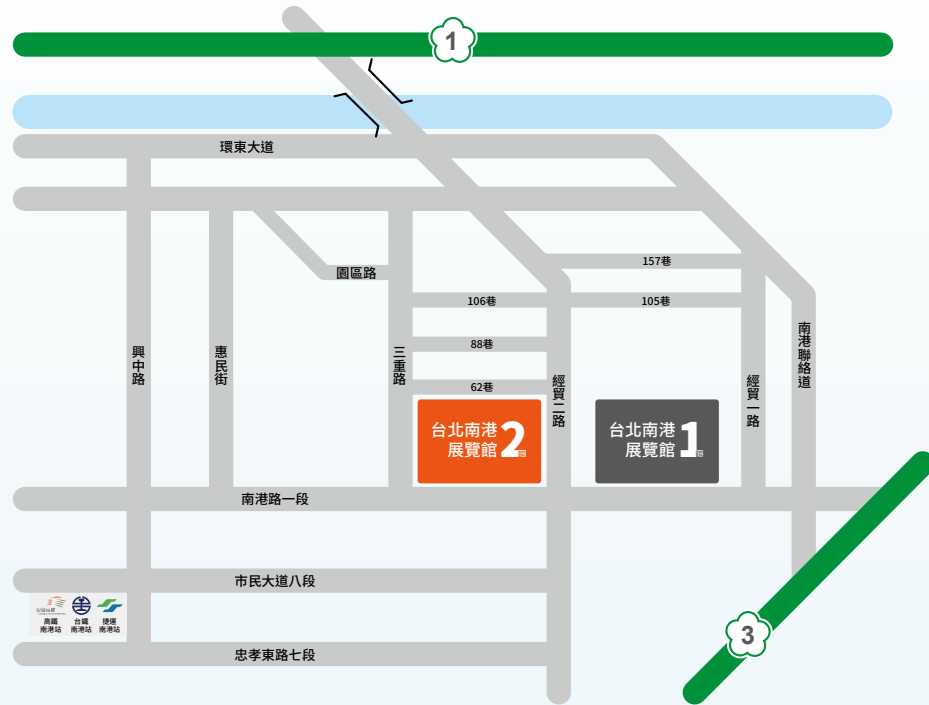 1
環東大道
157巷
園區路
106巷
105巷
88巷
62巷
興中路
惠民街
三重路
經貿二路
經貿一路
南港聯絡道
台北南港
展覽館
2
館
台北南港
展覽館
1
館
南港路一段
市民大道八段
高鐵
南港站
台鐵
南港站
捷運
南港站
3
忠孝東路七段